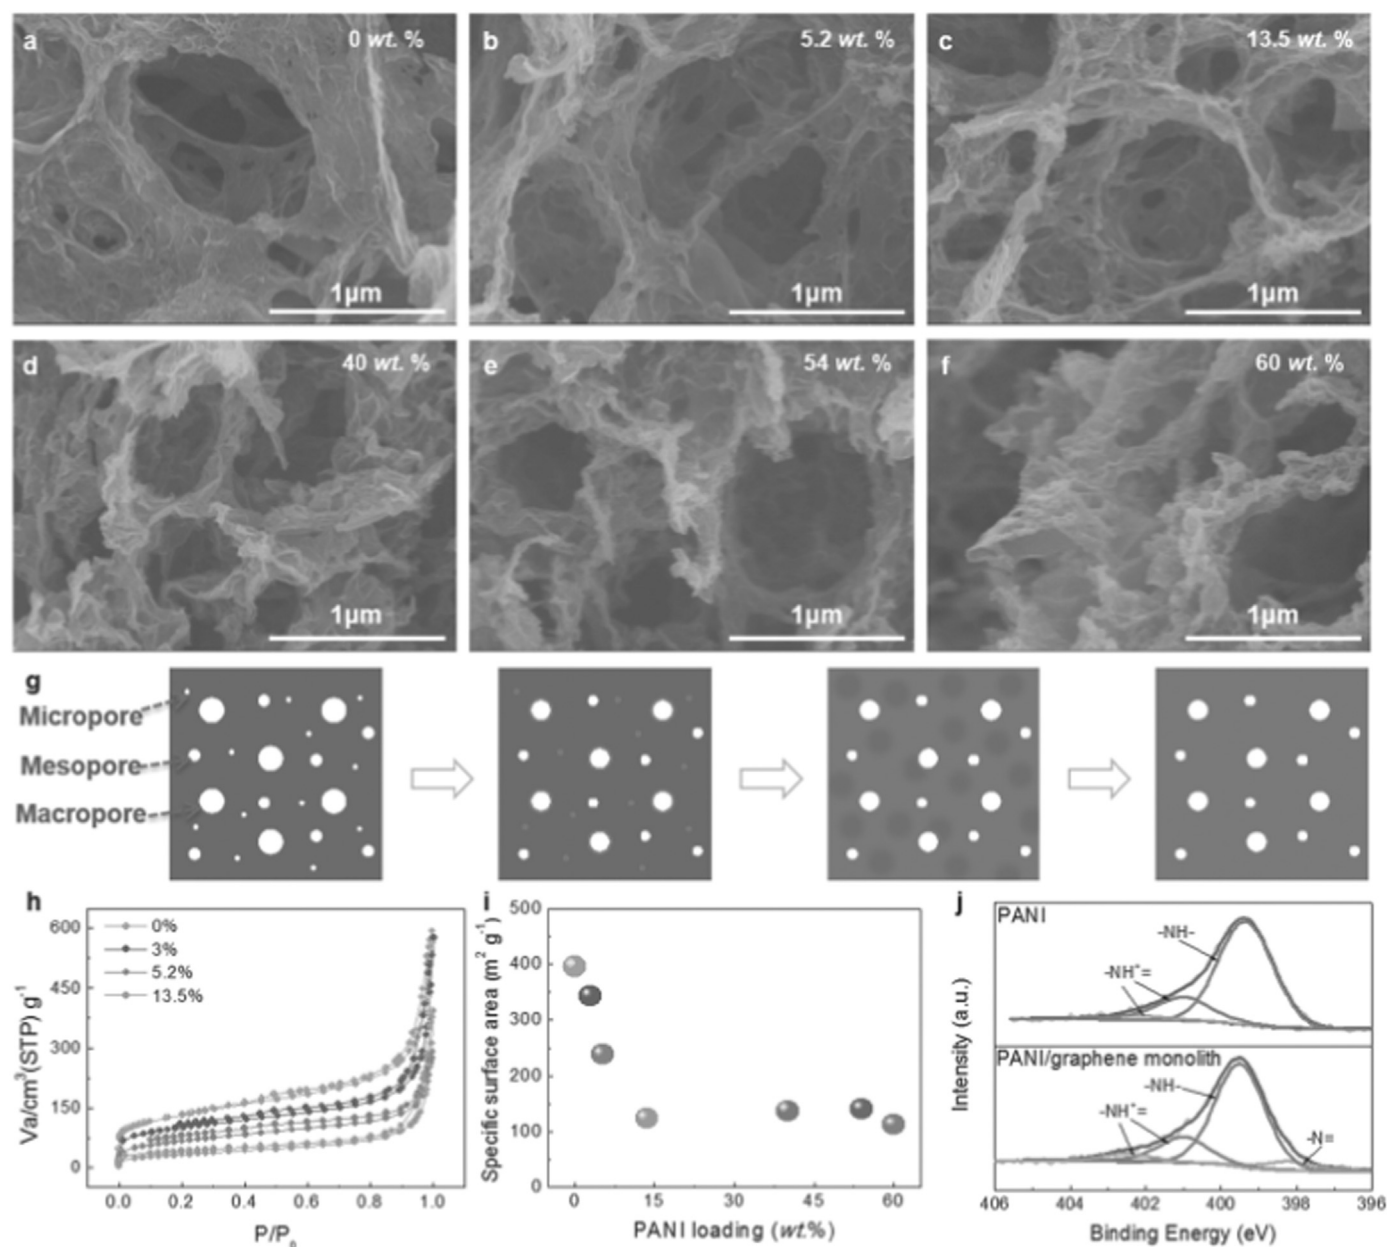 a 0 wt. %
b 5.2 wt. %
c 13.5 wt. %
1μm
1μm
1μm
d 40 wt. %
e 54 wt. %
f 60 wt. %
1μm
1μm
1μm
g
Micropore
Mesopore
Macropore
h
Va/cm³(STP) g⁻¹
600
450
300
150
0
0%
3%
5.2%
13.5%
0.0 0.2 0.4 0.6 0.8 1.0
P/P₀
i
Specific surface area (m² g⁻¹)
500
400
300
200
100
0
0 15 30 45 60
PANI loading (wt.%)
j
Intensity (a.u.)
PANI
-NH-
-NH⁺=
PANI/graphene monolith
-NH-
-NH⁺=
-N=
406 404 402 400 398 396
Binding Energy (eV)